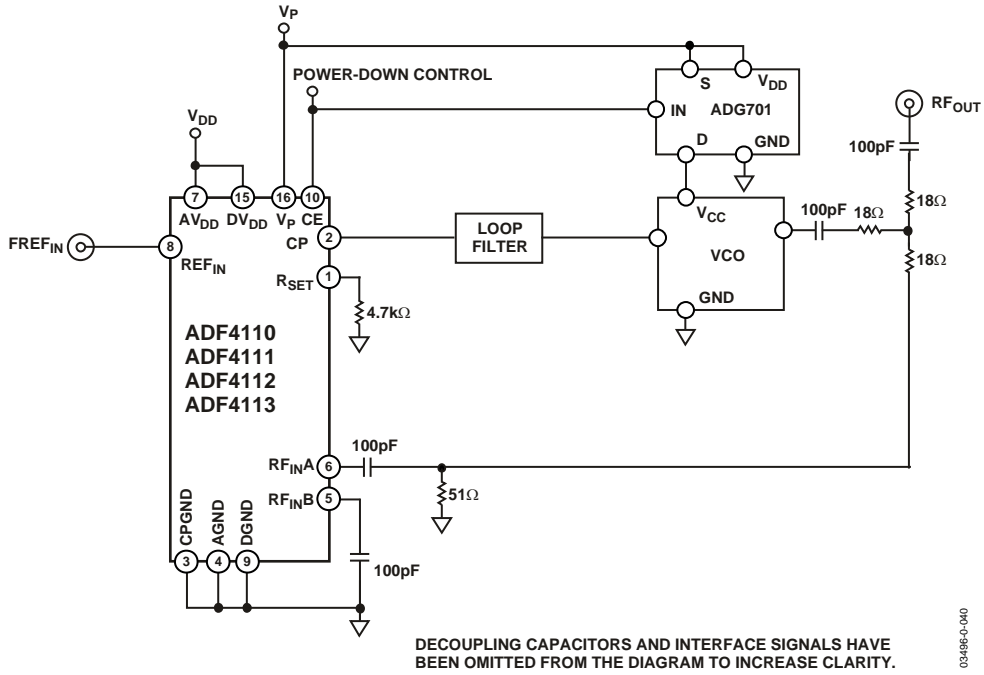 VP
POWER-DOWN CONTROL
VDD
S
VDD
IN
ADG701
D
GND
RFOUT
100pF
18Ω
7
15
16
10
AVDD
DVDD
VP
CE
FREFIN
8
REFIN
CP
2
LOOP
FILTER
VCC
VCO
GND
100pF
18Ω
18Ω
RSET
1
4.7kΩ
ADF4110
ADF4111
ADF4112
ADF4113
RFINA
6
100pF
51Ω
RFINB
5
100pF
CPGND
AGND
DGND
3
4
9
DECOUPLING CAPACITORS AND INTERFACE SIGNALS HAVE
BEEN OMITTED FROM THE DIAGRAM TO INCREASE CLARITY.
03496-0-040